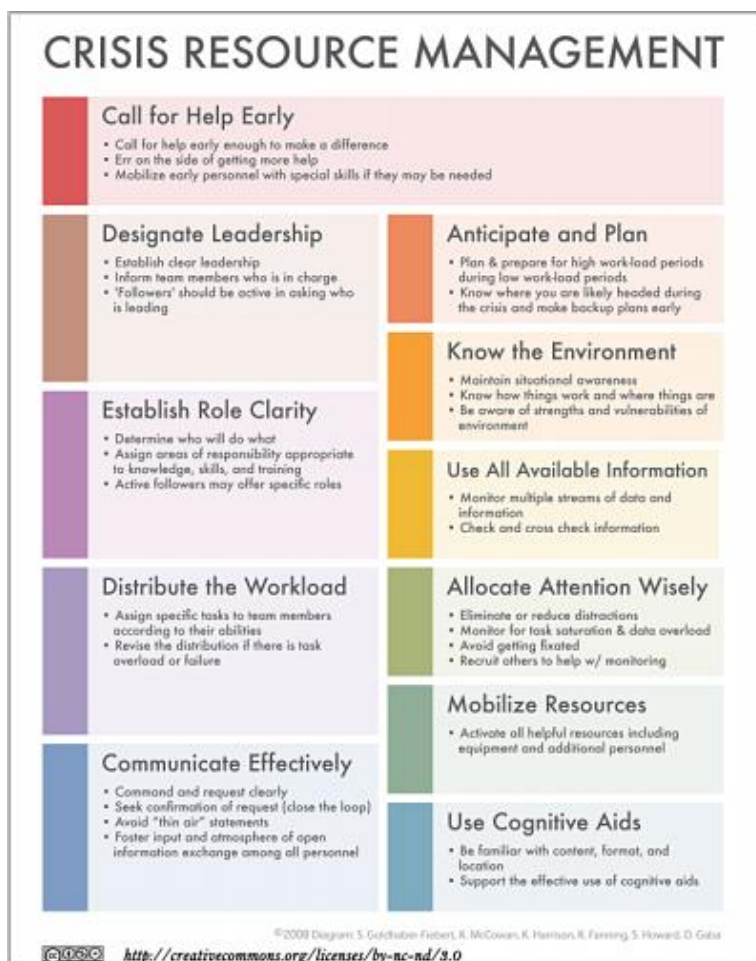 CRISIS RESOURCE MANAGEMENT
Call for Help Early
• Call for help early enough to make a difference
• Err on the side of getting more help
• Mobilize early personnel with special skills if they may be needed
Designate Leadership
• Establish clear leadership
• Inform team members who is in charge
• 'Followers' should be active in asking who
is leading
Establish Role Clarity
• Determine who will do what
• Assign areas of responsibility appropriate
to knowledge, skills, and training
• Active followers may offer specific roles
Distribute the Workload
• Assign specific tasks to team members
according to their abilities
• Revise the distribution if there is task
overload or failure
Communicate Effectively
• Command and request clearly
• Seek confirmation of request (close the loop)
• Avoid "thin air" statements
• Foster input and atmosphere of open
information exchange among all personnel
Anticipate and Plan
• Plan & prepare for high work-load periods
during low work-load periods
• Know where you are likely headed during
the crisis and make backup plans early
Know the Environment
• Maintain situational awareness
• Know how things work and where things are
• Be aware of strengths and vulnerabilities of
environment
Use All Available Information
• Monitor multiple streams of data and
information
• Check and cross check information
Allocate Attention Wisely
• Eliminate or reduce distractions
• Monitor for task saturation & data overload
• Avoid getting fixated
• Recruit others to help w/ monitoring
Mobilize Resources
• Activate all helpful resources including
equipment and additional personnel
Use Cognitive Aids
• Be familiar with content, format, and
location
• Support the effective use of cognitive aids
©2008 Diagram: S. Goldhaber-Fiebert, K. McCowan, K. Harrison, R. Fanning, S. Howard, D. Gaba
http://creativecommons.org/licenses/by-nc-nd/3.0